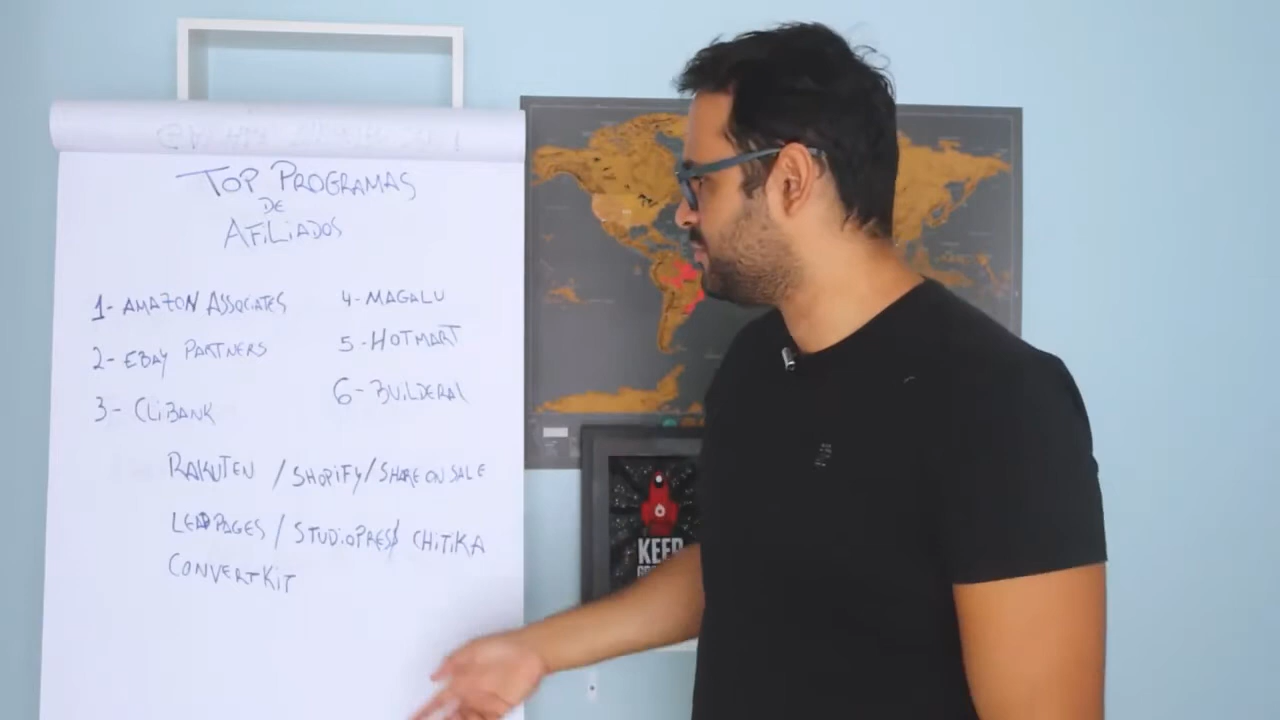 TOP PROGRAMAS
DE
AFILIADOS
1- AMAZON ASSOCIATES
2- EBAY PARTNERS
3- CLIBANK
4- MAGALU
5- HOTMART
6- BUILDERAL
RAKUTEN / SHOPIFY / SHARE ON SALE
LEADPAGES / STUDIOPRESS CHITIKA
CONVERTKIT
KEEP